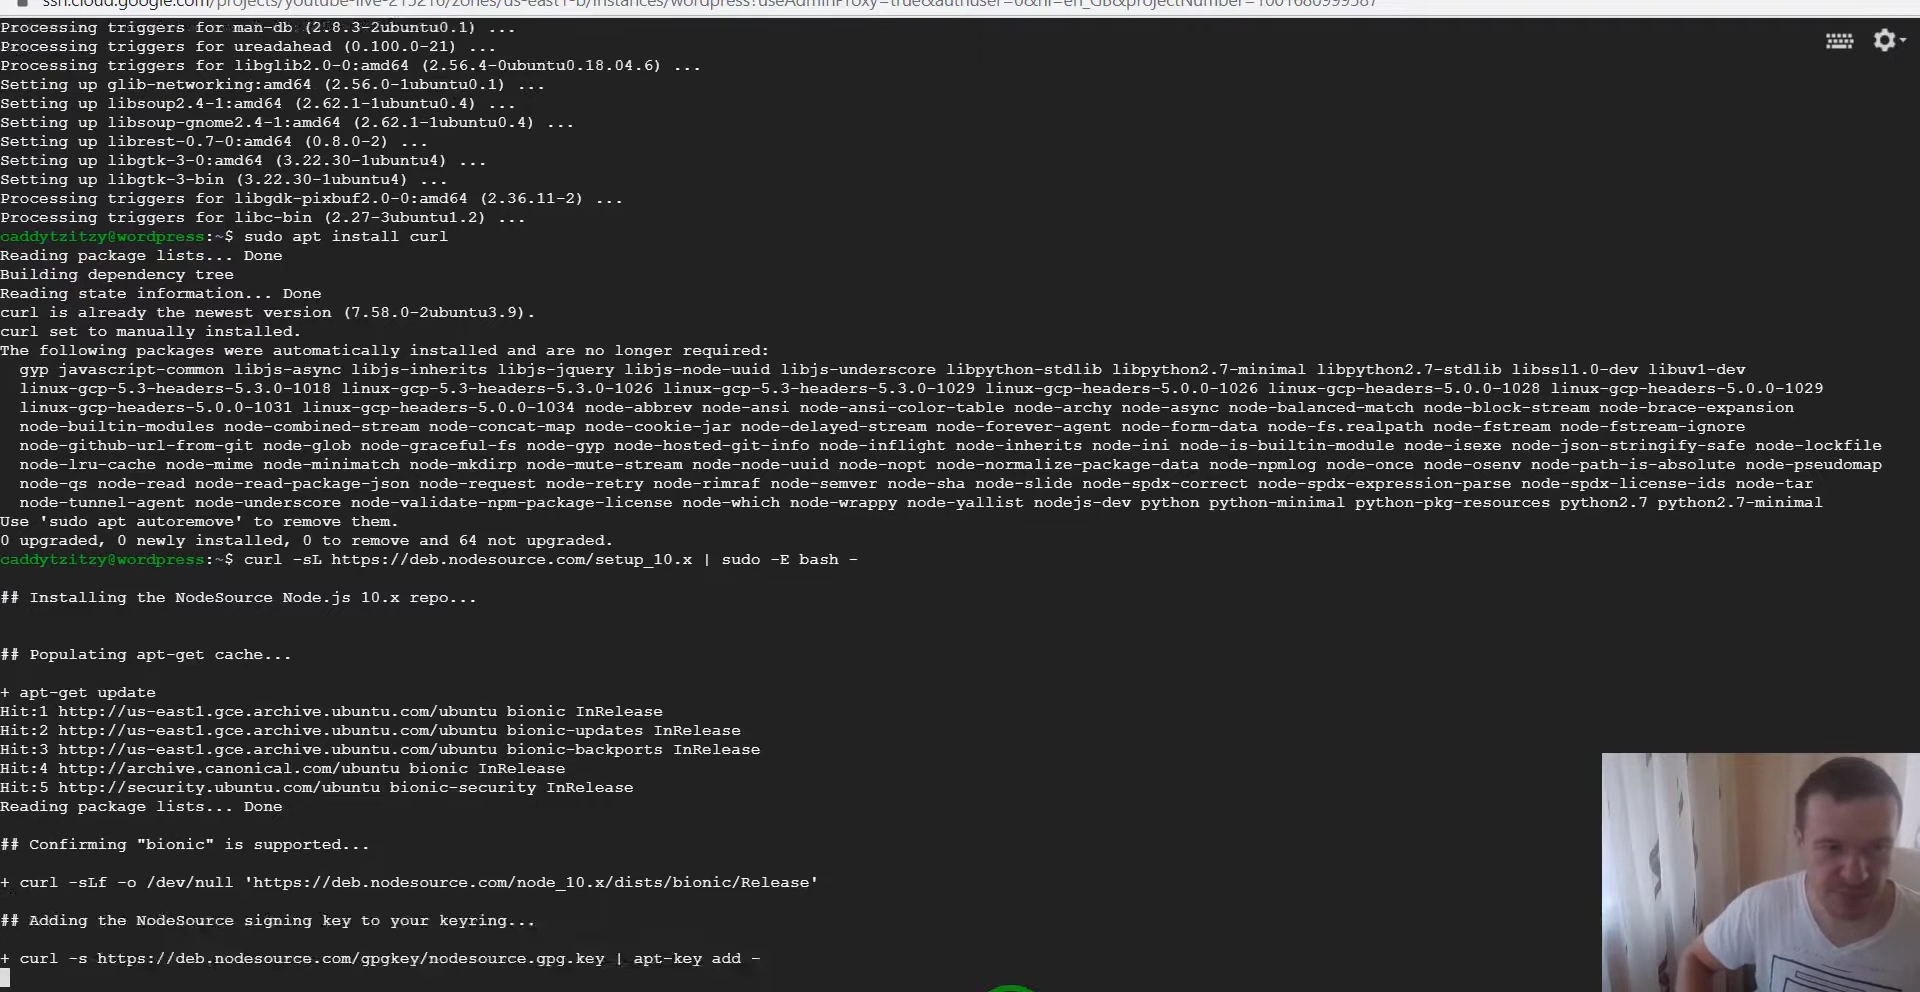 ssh.cloud.google.com/projects/youtube-live-215216/zones/us-east1-b/instances/wordpress?useAdminProxy=true&authuser=0&hl=en_GB&projectNumber=1001680999587
Processing triggers for man-db (2.8.3-2ubuntu0.1) ...
Processing triggers for ureadahead (0.100.0-21) ...
Processing triggers for libglib2.0-0:amd64 (2.56.4-0ubuntu0.18.04.6) ...
Setting up glib-networking:amd64 (2.56.0-1ubuntu0.1) ...
Setting up libsoup2.4-1:amd64 (2.62.1-1ubuntu0.4) ...
Setting up libsoup-gnome2.4-1:amd64 (2.62.1-1ubuntu0.4) ...
Setting up librest-0.7-0:amd64 (0.8.0-2) ...
Setting up libgtk-3-0:amd64 (3.22.30-1ubuntu4) ...
Setting up libgtk-3-bin (3.22.30-1ubuntu4) ...
Processing triggers for libgdk-pixbuf2.0-0:amd64 (2.36.11-2) ...
Processing triggers for libc-bin (2.27-3ubuntu1.2) ...
caddytzitzy@wordpress:~$ sudo apt install curl
Reading package lists... Done
Building dependency tree
Reading state information... Done
curl is already the newest version (7.58.0-2ubuntu3.9).
curl set to manually installed.
The following packages were automatically installed and are no longer required:
gyp javascript-common libjs-async libjs-inherits libjs-jquery libjs-node-uuid libjs-underscore libpython-stdlib libpython2.7-minimal libpython2.7-stdlib libssl1.0-dev libuv1-dev
linux-gcp-5.3-headers-5.3.0-1018 linux-gcp-5.3-headers-5.3.0-1026 linux-gcp-5.3-headers-5.3.0-1029 linux-gcp-headers-5.0.0-1026 linux-gcp-headers-5.0.0-1028 linux-gcp-headers-5.0.0-1029
linux-gcp-headers-5.0.0-1031 linux-gcp-headers-5.0.0-1034 node-abbrev node-ansi node-ansi-color-table node-archy node-async node-balanced-match node-block-stream node-brace-expansion
node-builtin-modules node-combined-stream node-concat-map node-cookie-jar node-delayed-stream node-forever-agent node-form-data node-fs.realpath node-fstream node-fstream-ignore
node-github-url-from-git node-glob node-graceful-fs node-gyp node-hosted-git-info node-inflight node-inherits node-ini node-is-builtin-module node-isexe node-json-stringify-safe node-lockfile
node-lru-cache node-mime node-minimatch node-mkdirp node-mute-stream node-node-uuid node-nopt node-normalize-package-data node-npmlog node-once node-osenv node-path-is-absolute node-pseudomap
node-qs node-read node-read-package-json node-request node-retry node-rimraf node-semver node-sha node-slide node-spdx-correct node-spdx-expression-parse node-spdx-license-ids node-tar
node-tunnel-agent node-underscore node-validate-npm-package-license node-which node-wrappy node-yallist nodejs-dev python python-minimal python-pkg-resources python2.7 python2.7-minimal
Use 'sudo apt autoremove' to remove them.
0 upgraded, 0 newly installed, 0 to remove and 64 not upgraded.
caddytzitzy@wordpress:~$ curl -sL https://deb.nodesource.com/setup_10.x | sudo -E bash -
## Installing the NodeSource Node.js 10.x repo...
## Populating apt-get cache...
+ apt-get update
Hit:1 http://us-east1.gce.archive.ubuntu.com/ubuntu bionic InRelease
Hit:2 http://us-east1.gce.archive.ubuntu.com/ubuntu bionic-updates InRelease
Hit:3 http://us-east1.gce.archive.ubuntu.com/ubuntu bionic-backports InRelease
Hit:4 http://archive.canonical.com/ubuntu bionic InRelease
Hit:5 http://security.ubuntu.com/ubuntu bionic-security InRelease
Reading package lists... Done
## Confirming "bionic" is supported...
+ curl -sLf -o /dev/null 'https://deb.nodesource.com/node_10.x/dists/bionic/Release'
## Adding the NodeSource signing key to your keyring...
+ curl -s https://deb.nodesource.com/gpgkey/nodesource.gpg.key | apt-key add -